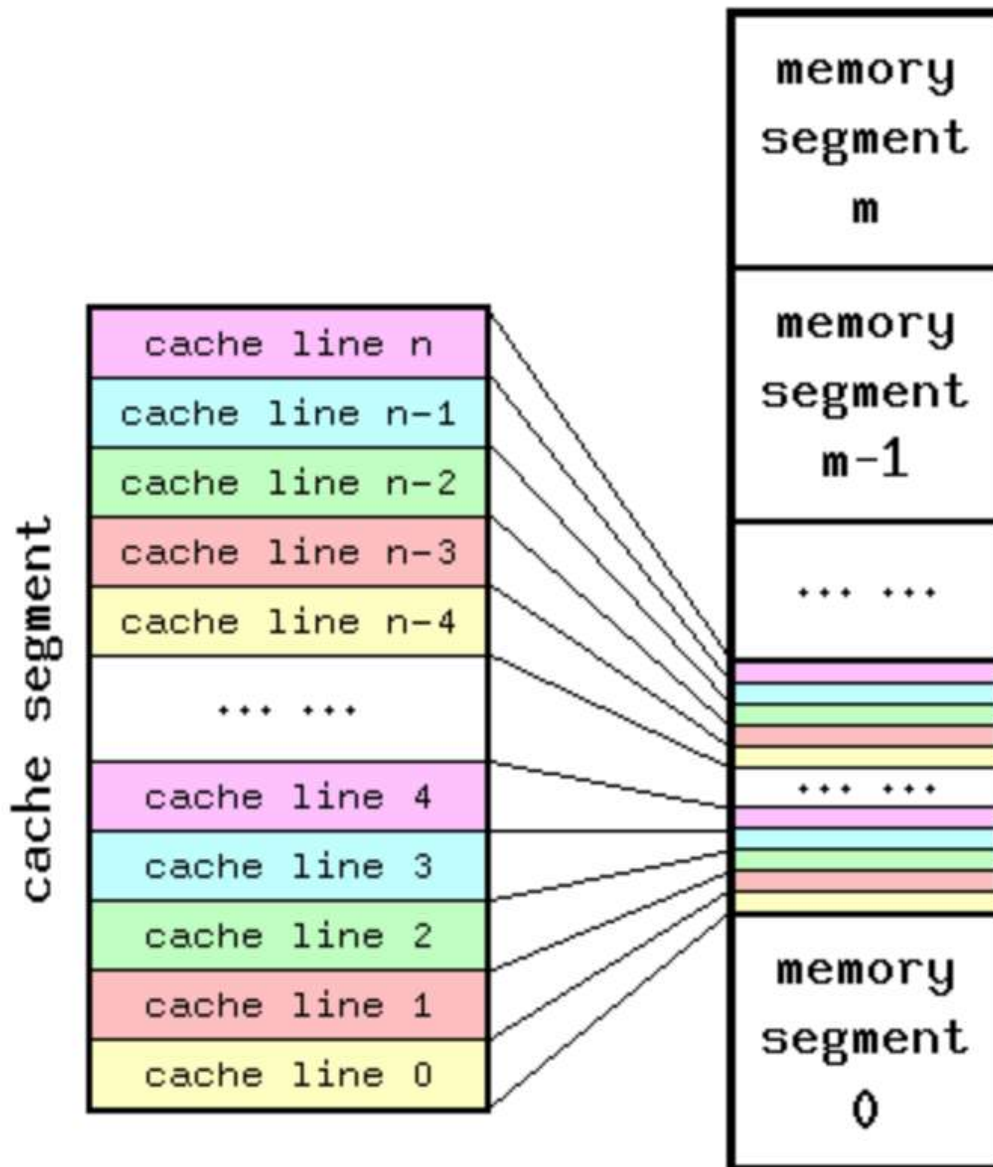 cache segment
cache line n
cache line n-1
cache line n-2
cache line n-3
cache line n-4
... ...
cache line 4
cache line 3
cache line 2
cache line 1
cache line 0
memory
segment
m
memory
segment
m-1
... ...
... ...
memory
segment
0